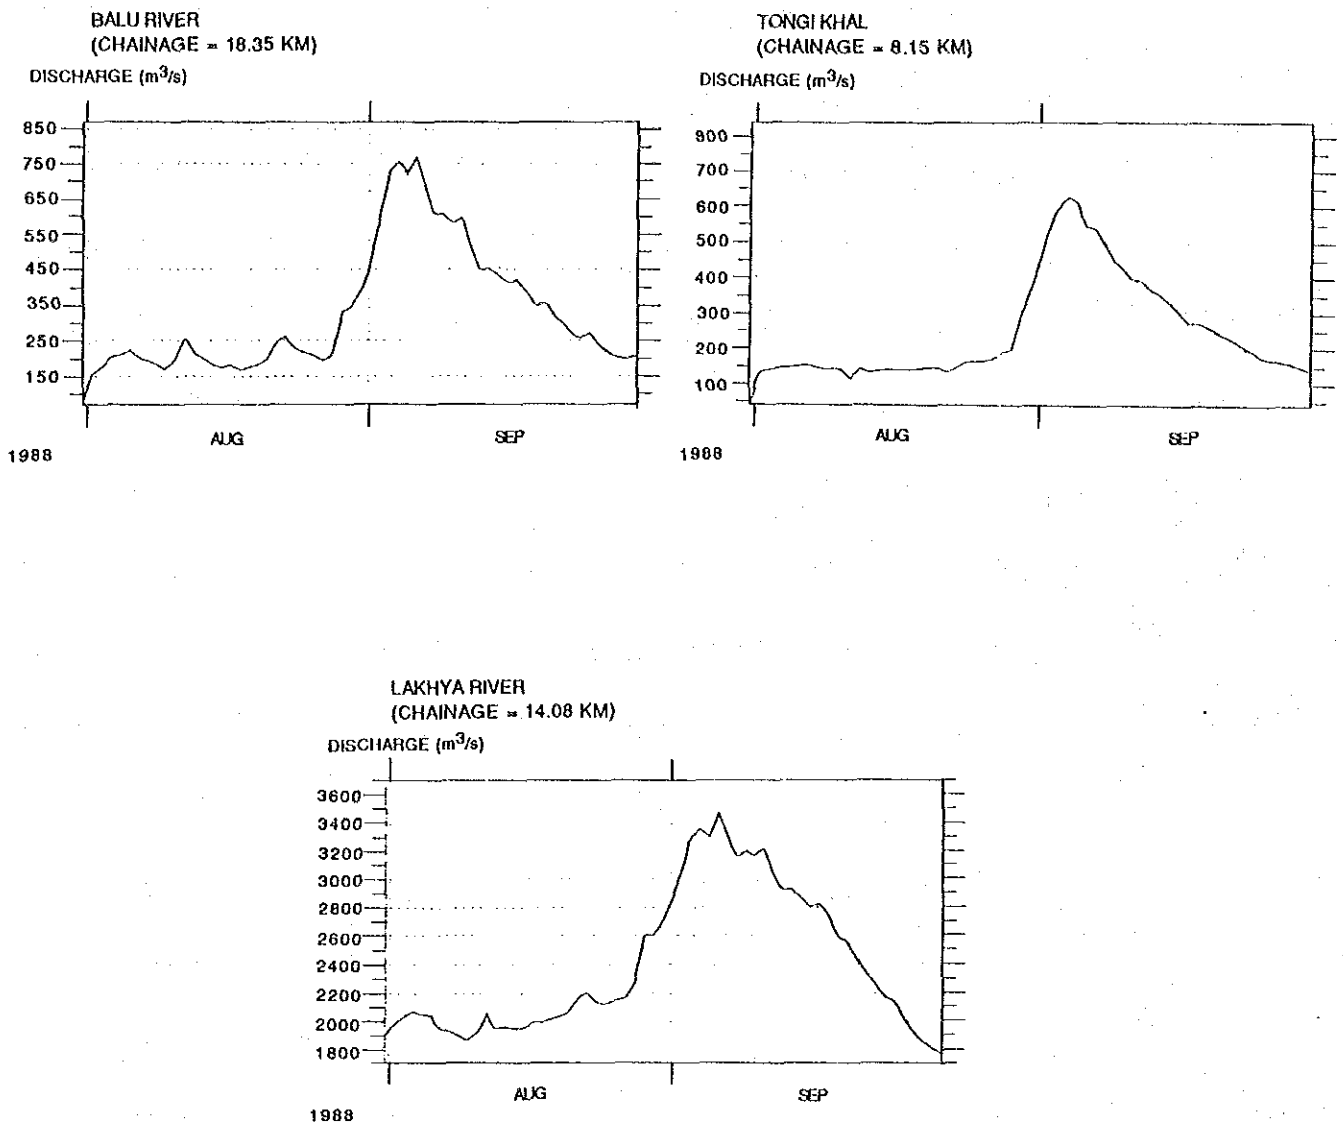 BALU RIVER
(CHAINAGE = 18.35 KM)
DISCHARGE (m³/s)
850
750
650
550
450
350
250
150
AUG
SEP
1988
TONGI KHAL
(CHAINAGE = 8.15 KM)
DISCHARGE (m³/s)
800
700
600
500
400
300
200
100
AUG
SEP
1988
LAKHYA RIVER
(CHAINAGE = 14.08 KM)
DISCHARGE (m³/s)
3600
3400
3200
3000
2800
2600
2400
2200
2000
1800
AUG
SEP
1988